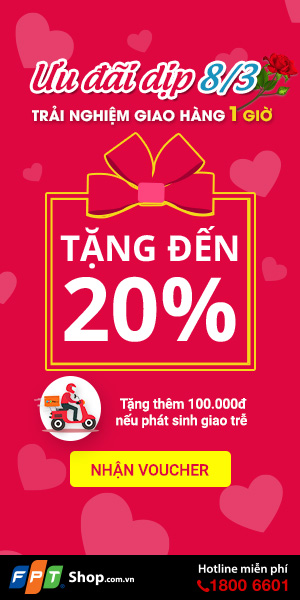 Ưu đãi dịp 8/3
TRẢI NGHIỆM GIAO HÀNG 1 GIỜ
TẶNG ĐẾN
20%
Tặng thêm 100.000đ
nếu phát sinh giao trễ
NHẬN VOUCHER
FPT. Shop.com.vn
Hotline miễn phí
1800 6601